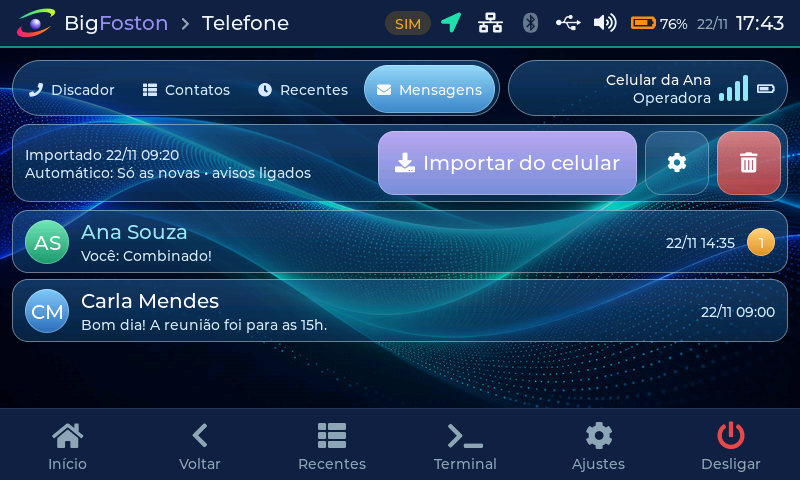 BigFoston > Telefone
SIM
76%
22/11
17:43
Discador
Contatos
Recentes
Mensagens
Celular da Ana
Operadora
Importado 22/11 09:20
Automático: Só as novas • avisos ligados
Importar do celular
AS
Ana Souza
Você: Combinado!
22/11 14:35
1
CM
Carla Mendes
Bom dia! A reunião foi para as 15h.
22/11 09:00
Início
Voltar
Recentes
Terminal
Ajustes
Desligar